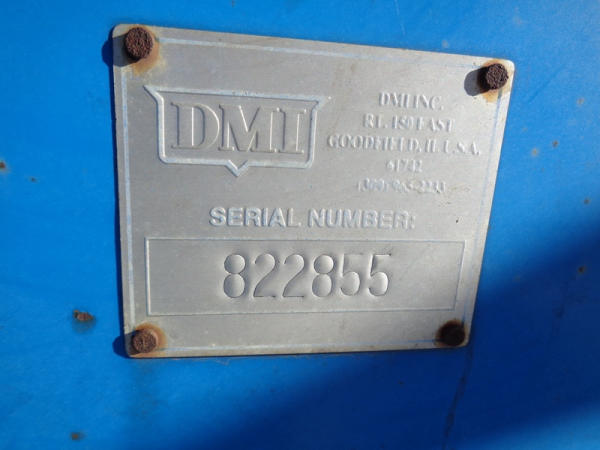 DMI
DMI INC.
RT. 150 EAST
GOODFIELD, IL U.S.A.
61742
SERIAL NUMBER:
822855